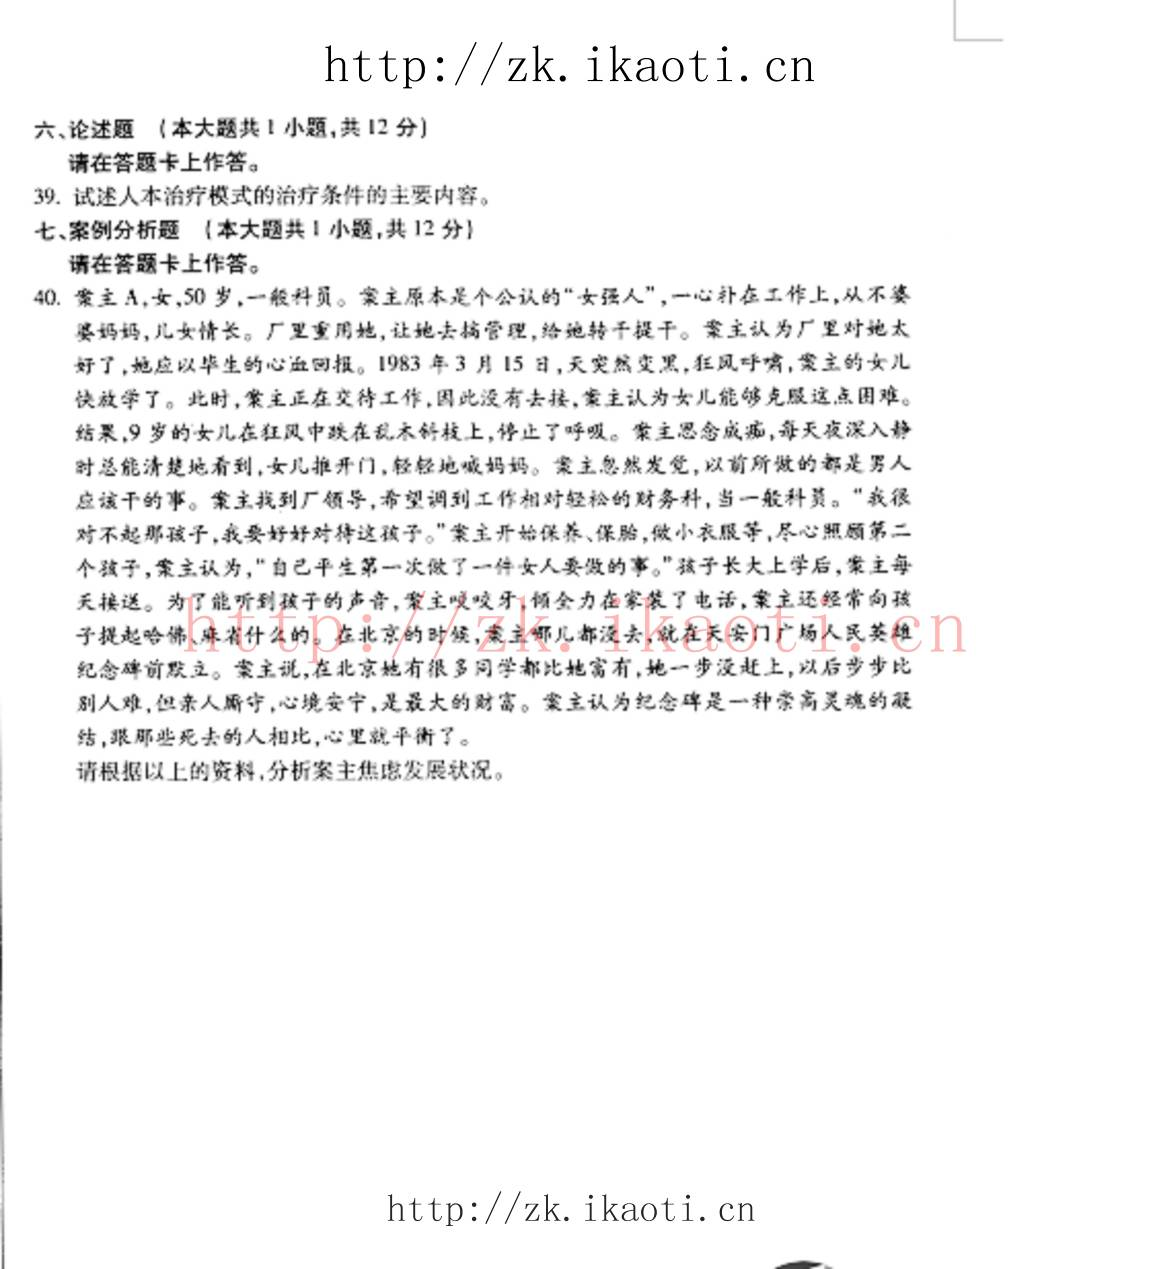 http://zk.ikaoti.cn
六、论述题 (本大题共1小题,共12分)
请在答题卡上作答。
39. 试述人本治疗模式的治疗条件的主要内容。
七、案例分析题 (本大题共1小题,共12分)
请在答题卡上作答。
40. 案主A,女,50岁,一般科员。案主原本是个公认的“女强人”,一心扑在工作上,从不婆
婆妈妈,儿女情长。厂里重用她,让她去搞管理,给她转干提干。案主认为厂里对她太
好了,她应以毕生的心血回报。1983年3月15日,天突然变黑,狂风呼啸,案主的女儿
快放学了。此时,案主正在交待工作,因此没有去接,案主认为女儿能够克服这点困难。
结果,9岁的女儿在狂风中跌在乱木斜枝上,停止了呼吸。案主思念成痴,每天夜深入静
时总能清楚地看到,女儿推开门,轻轻地喊妈妈。案主忽然发觉,以前所做的都是男人
应该干的事。案主找到厂领导,希望调到工作相对轻松的财务科,当一般科员。“我很
对不起那孩子,我要好好对待这孩子。”案主开始保养、保胎,做小衣服等,尽心照顾第二
个孩子,案主认为,“自己平生第一次做了一件女人要做的事。”孩子长大上学后,案主每
天接送。为了能听到孩子的声音,案主咬咬牙,倾全力在家装了电话,案主还经常向孩
子提起哈佛、麻省什么的。在北京的时候,案主哪儿都没去,就在天安门广场人民英雄
纪念碑前默立。案主说,在北京她有很多同学都比她富有,她一步没赶上,以后步步比
别人难,但亲人厮守,心境安宁,是最大的财富。案主认为纪念碑是一种崇高灵魂的凝
结,跟那些死去的人相比,心里就平衡了。
请根据以上的资料,分析案主焦虑发展状况。
http://zk.ikaoti.cn
http://zk.ikaoti.cn